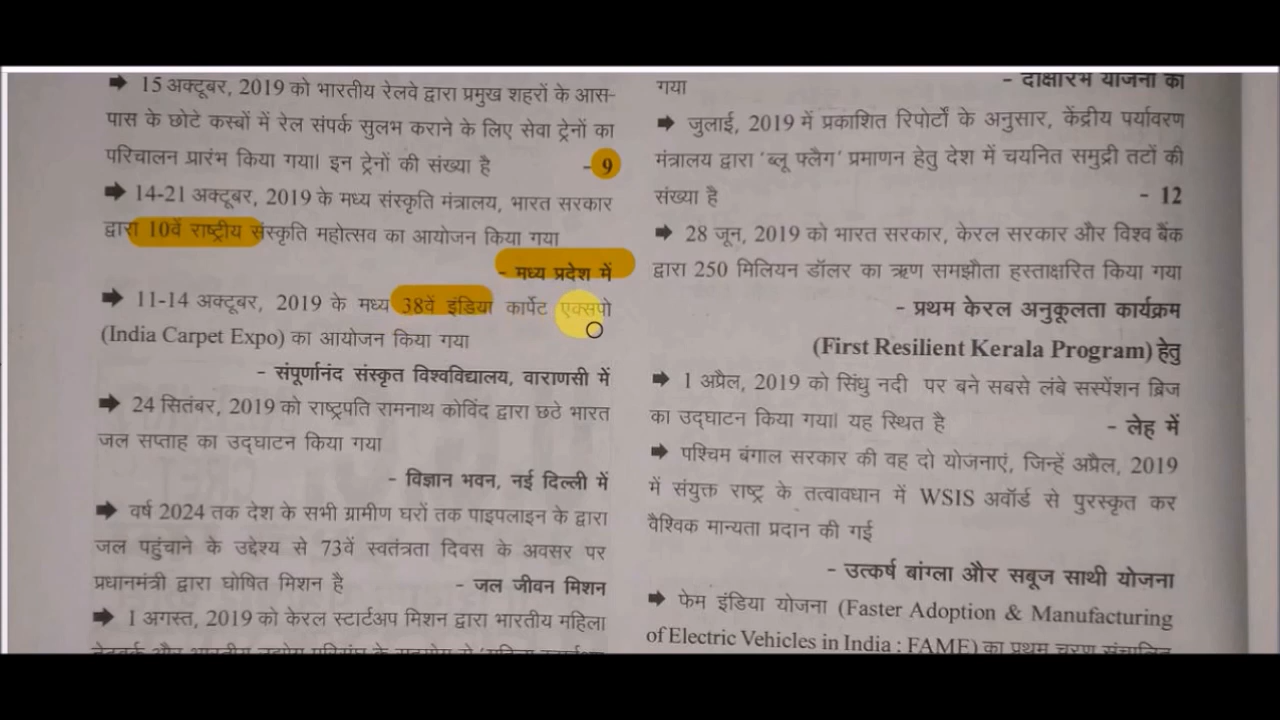 ➡ 15 अक्टूबर, 2019 को भारतीय रेलवे द्वारा प्रमुख शहरों के आस-
पास के छोटे कस्बों में रेल संपर्क सुलभ कराने के लिए सेवा ट्रेनों का
परिचालन प्रारंभ किया गया। इन ट्रेनों की संख्या है - 9
➡ 14-21 अक्टूबर, 2019 के मध्य संस्कृति मंत्रालय, भारत सरकार
द्वारा 10वें राष्ट्रीय संस्कृति महोत्सव का आयोजन किया गया
- मध्य प्रदेश में
➡ 11-14 अक्टूबर, 2019 के मध्य 38वें इंडिया कार्पेट एक्सपो
(India Carpet Expo) का आयोजन किया गया
- संपूर्णानंद संस्कृत विश्वविद्यालय, वाराणसी में
➡ 24 सितंबर, 2019 को राष्ट्रपति रामनाथ कोविंद द्वारा छठे भारत
जल सप्ताह का उद्घाटन किया गया
- विज्ञान भवन, नई दिल्ली में
➡ वर्ष 2024 तक देश के सभी ग्रामीण घरों तक पाइपलाइन के द्वारा
जल पहुंचाने के उद्देश्य से 73वें स्वतंत्रता दिवस के अवसर पर
प्रधानमंत्री द्वारा घोषित मिशन है - जल जीवन मिशन
➡ 1 अगस्त, 2019 को केरल स्टार्टअप मिशन द्वारा भारतीय महिला
गया - दीक्षारंभ योजना का
➡ जुलाई, 2019 में प्रकाशित रिपोर्टों के अनुसार, केंद्रीय पर्यावरण
मंत्रालय द्वारा 'ब्लू फ्लैग' प्रमाणन हेतु देश में चयनित समुद्री तटों की
संख्या है - 12
➡ 28 जून, 2019 को भारत सरकार, केरल सरकार और विश्व बैंक
द्वारा 250 मिलियन डॉलर का ऋण समझौता हस्ताक्षरित किया गया
- प्रथम केरल अनुकूलता कार्यक्रम
(First Resilient Kerala Program) हेतु
➡ 1 अप्रैल, 2019 को सिंधु नदी पर बने सबसे लंबे सस्पेंशन ब्रिज
का उद्घाटन किया गया। यह स्थित है - लेह में
➡ पश्चिम बंगाल सरकार की वह दो योजनाएं, जिन्हें अप्रैल, 2019
में संयुक्त राष्ट्र के तत्वावधान में WSIS अवॉर्ड से पुरस्कृत कर
वैश्विक मान्यता प्रदान की गई
- उत्कर्ष बांग्ला और सबूज साथी योजना
➡ फेम इंडिया योजना (Faster Adoption & Manufacturing
of Electric Vehicles in India : FAME) का प्रथम चरण संचालित